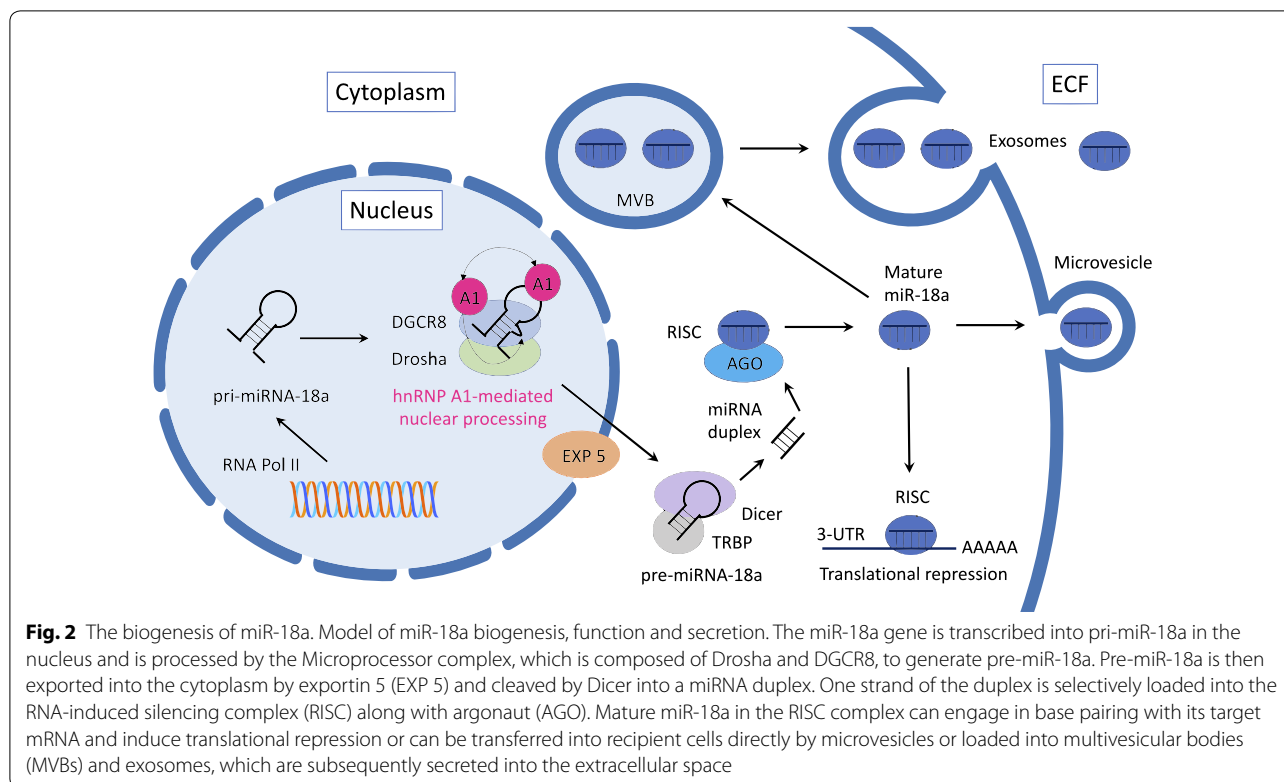 Cytoplasm
ECF
Exosomes
MVB
Nucleus
A1
A1
DGCR8
Drosha
hnRNP A1-mediated
nuclear processing
pri-miRNA-18a
RNA Pol II
EXP 5
Mature
miR-18a
Microvesicle
RISC
AGO
miRNA
duplex
Dicer
TRBP
pre-miRNA-18a
RISC
3-UTR
AAAAA
Translational repression
Fig. 2 The biogenesis of miR-18a. Model of miR-18a biogenesis, function and secretion. The miR-18a gene is transcribed into pri-miR-18a in the
nucleus and is processed by the Microprocessor complex, which is composed of Drosha and DGCR8, to generate pre-miR-18a. Pre-miR-18a is then
exported into the cytoplasm by exportin 5 (EXP 5) and cleaved by Dicer into a miRNA duplex. One strand of the duplex is selectively loaded into the
RNA-induced silencing complex (RISC) along with argonaut (AGO). Mature miR-18a in the RISC complex can engage in base pairing with its target
mRNA and induce translational repression or can be transferred into recipient cells directly by microvesicles or loaded into multivesicular bodies
(MVBs) and exosomes, which are subsequently secreted into the extracellular space